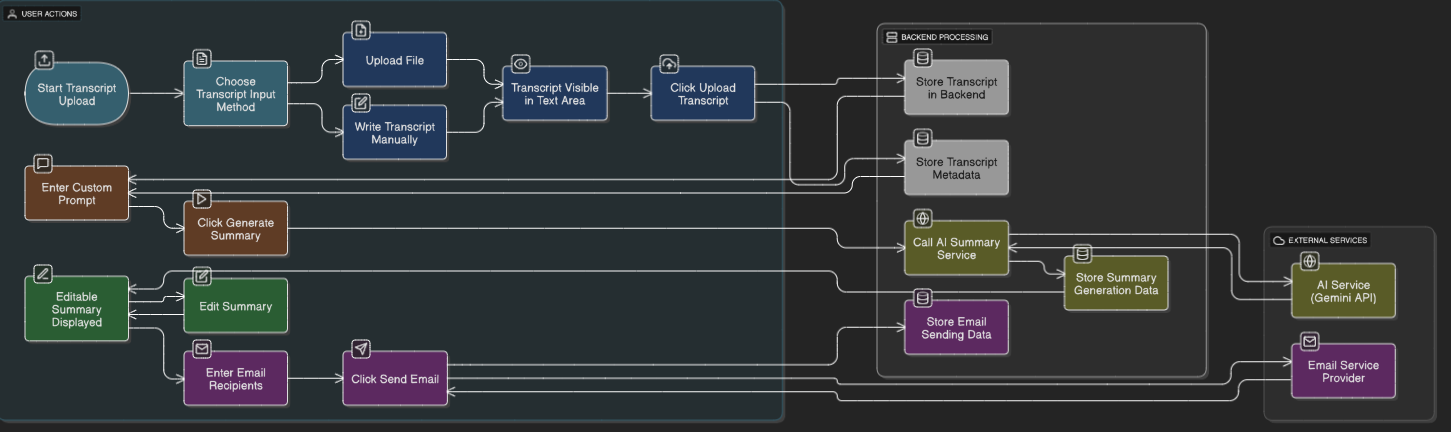 USER ACTIONS
Start Transcript
Upload
Choose
Transcript Input
Method
Upload File
Write Transcript
Manually
Transcript Visible
in Text Area
Click Upload
Transcript
Enter Custom
Prompt
Click Generate
Summary
Editable
Summary
Displayed
Edit Summary
Enter Email
Recipients
Click Send Email
BACKEND PROCESSING
Store Transcript
in Backend
Store Transcript
Metadata
Call AI Summary
Service
Store Summary
Generation Data
Store Email
Sending Data
EXTERNAL SERVICES
AI Service
(Gemini API)
Email Service
Provider